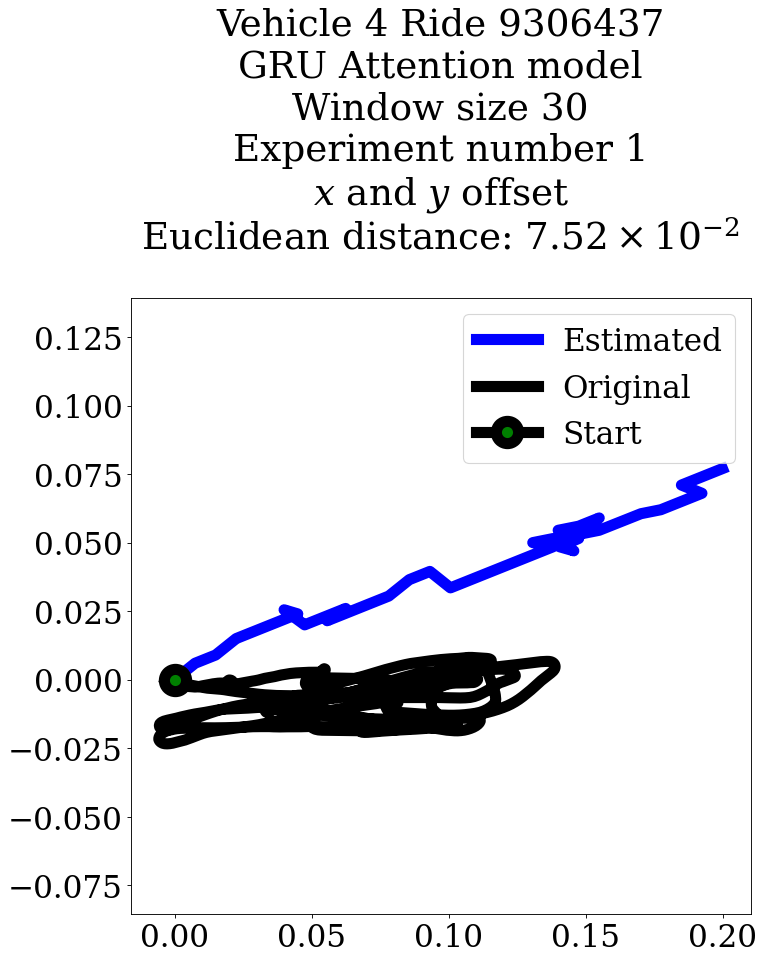 Vehicle 4 Ride 9306437
GRU Attention model
Window size 30
Experiment number 1
x and y offset
Euclidean distance: 7.52 × 10⁻²
Estimated
Original
Start
0.125
0.100
0.075
0.050
0.025
0.000
−0.025
−0.050
−0.075
0.00 0.05 0.10 0.15 0.20